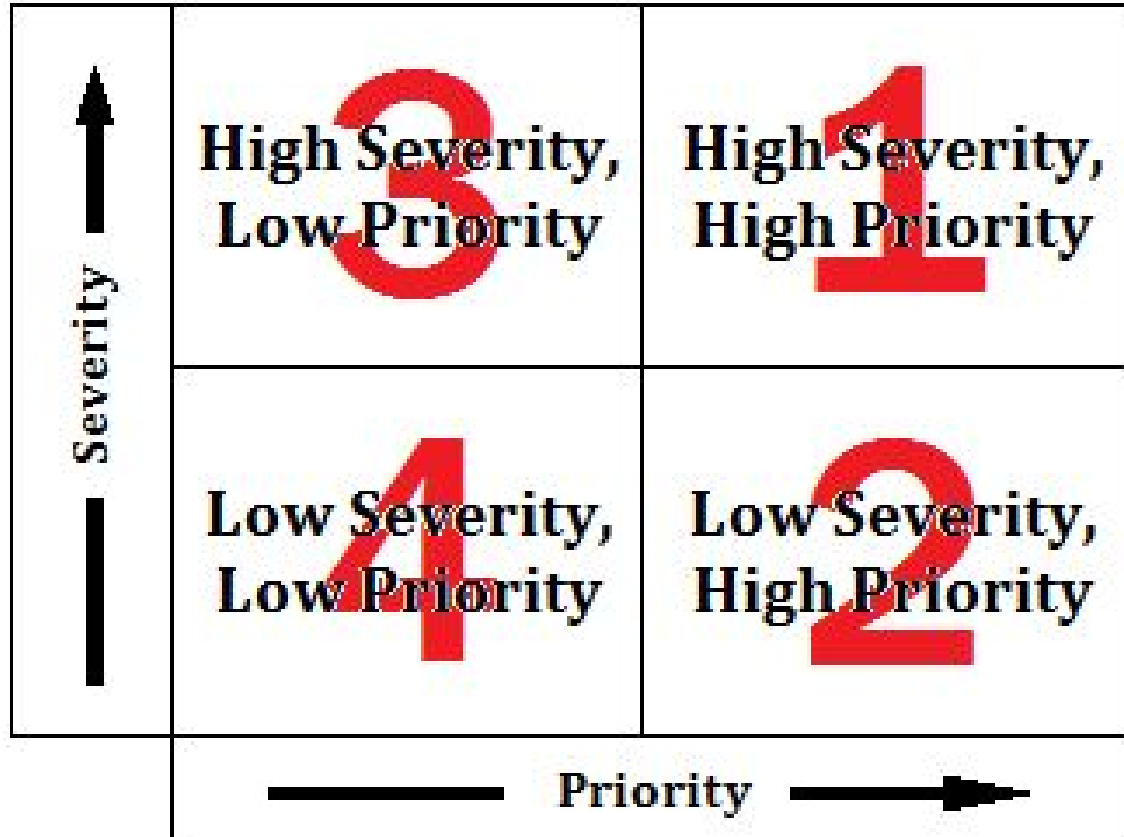 3
High Severity,
Low Priority
1
High Severity,
High Priority
Severity
4
Low Severity,
Low Priority
2
Low Severity,
High Priority
Priority